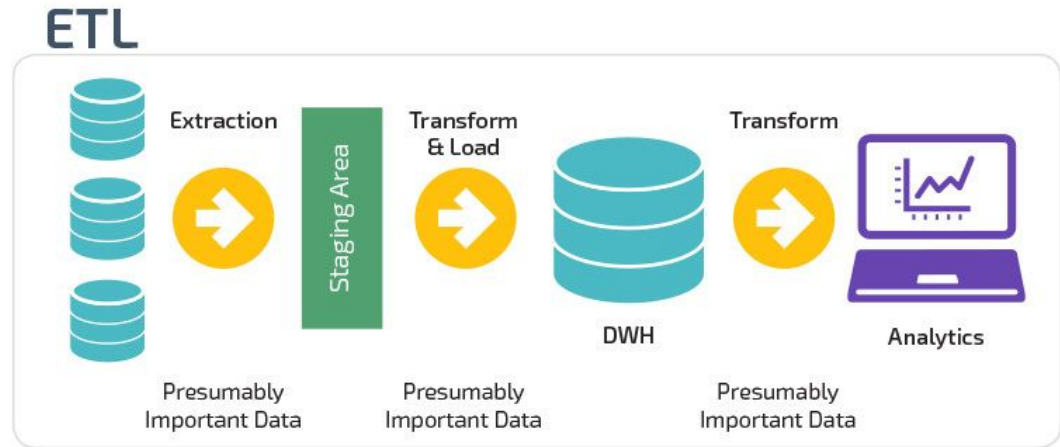 ETL
Extraction
Staging Area
Transform
& Load
Transform
DWH
Analytics
Presumably
Important Data
Presumably
Important Data
Presumably
Important Data